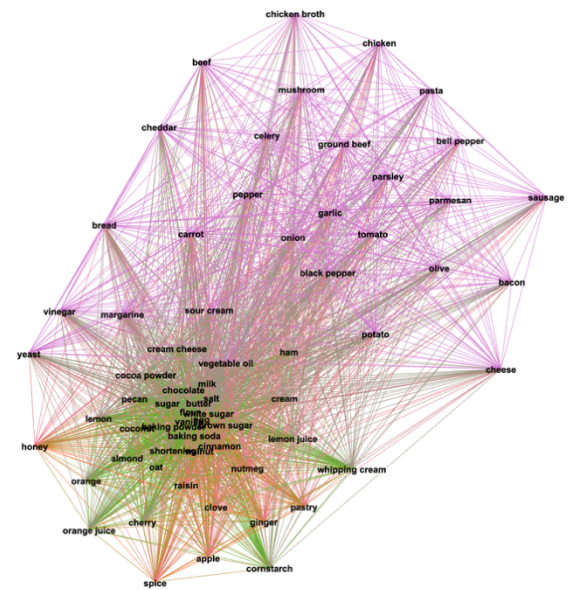 chicken broth
chicken
beef
mushroom
pasta
cheddar
celery
ground beef
bell pepper
parsley
pepper
parmesan
sausage
garlic
bread
carrot
onion
tomato
black pepper
olive
bacon
vinegar
margarine
sour cream
potato
yeast
cream cheese
ham
vegetable oil
cheese
cocoa powder
milk
chocolate
pecan
sugar
butter
salt
cream
flour
white sugar
lemon
vanilla
egg
coconut
baking powder
brown sugar
baking soda
lemon juice
honey
cinnamon
shortening
walnut
almond
oat
nutmeg
whipping cream
orange
raisin
clove
pastry
orange juice
cherry
ginger
apple
cornstarch
spice